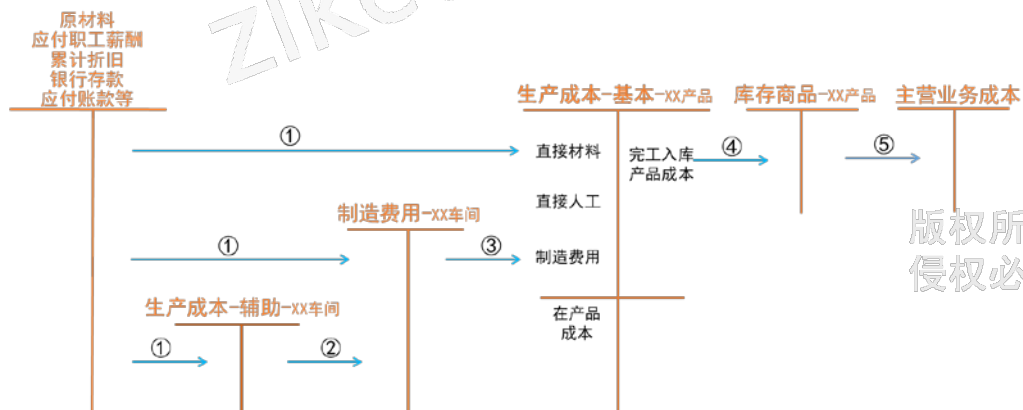 ZIKC
原材料
应付职工薪酬
累计折旧
银行存款
应付账款等
生产成本-基本-XX产品
库存商品-XX产品
主营业务成本
①
直接材料
完工入库
产品成本
④
⑤
直接人工
制造费用-XX车间
①
③
制造费用
版权所
侵权必
生产成本-辅助-XX车间
在产品
成本
①
②